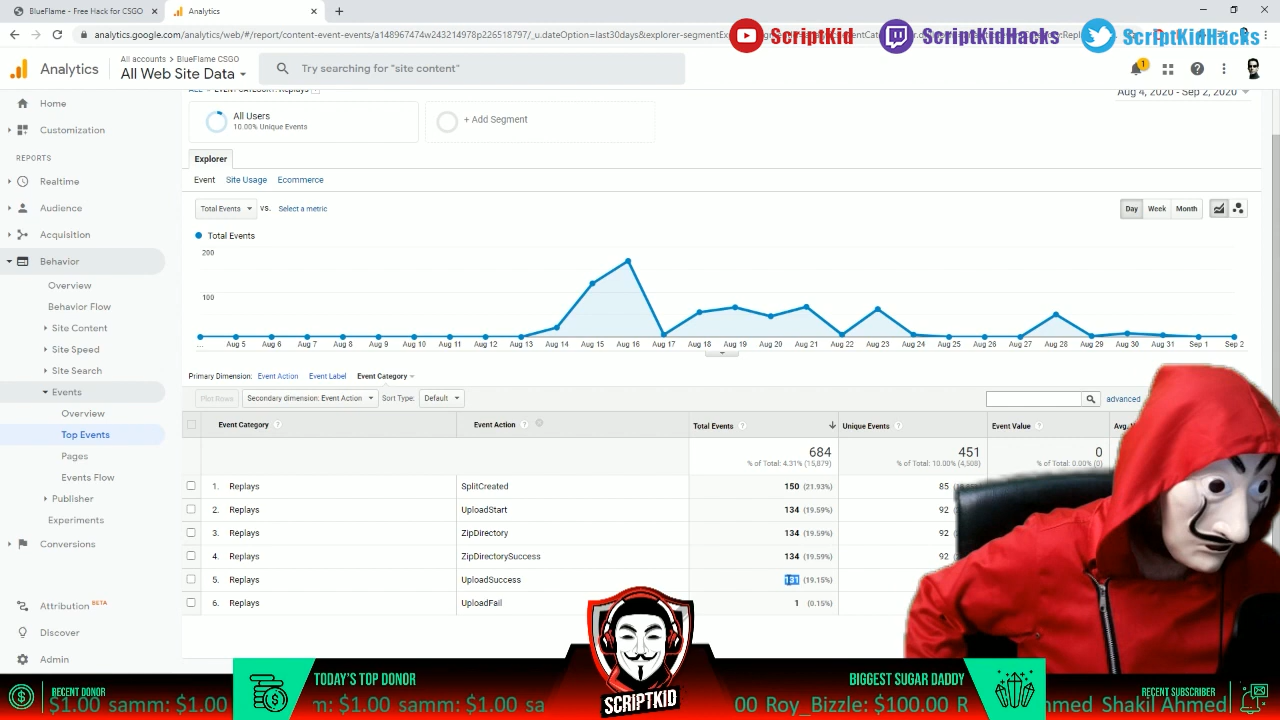 BlueFlame - Free Hack for CSGO
Analytics
analytics.google.com/analytics/web/#/report/content-event-events/a148967474w243214978p226518797/_u.dateOption=last30days&explorer-segmentExp
ScriptKid
ScriptKidHacks
ScriptKidHacks
Analytics
All accounts > BlueFlame CSGO
All Web Site Data
Try searching for "site content"
1
Home
Customization
REPORTS
Realtime
Audience
Acquisition
Behavior
Overview
Behavior Flow
Site Content
Site Speed
Site Search
Events
Overview
Top Events
Pages
Events Flow
Publisher
Experiments
Conversions
Attribution BETA
Discover
Admin
ALL » EVENT CATEGORY: Replays
Aug 4, 2020 - Sep 2, 2020
All Users
10.00% Unique Events
+ Add Segment
Explorer
Event Site Usage Ecommerce
Total Events vs. Select a metric
Day Week Month
Total Events
200
100
... Aug 5 Aug 6 Aug 7 Aug 8 Aug 9 Aug 10 Aug 11 Aug 12 Aug 13 Aug 14 Aug 15 Aug 16 Aug 17 Aug 18 Aug 19 Aug 20 Aug 21 Aug 22 Aug 23 Aug 24 Aug 25 Aug 26 Aug 27 Aug 28 Aug 29 Aug 30 Aug 31 Sep 1 Sep 2
Primary Dimension: Event Action Event Label Event Category
Plot Rows Secondary dimension: Event Action Sort Type: Default advanced
Event Category Event Action Total Events Unique Events Event Value
684 451 0
% of Total: 4.31% (15,879) % of Total: 10.00% (4,508) % of Total: 0.00% (0)
1. Replays SplitCreated 150 (21.93%) 85
2. Replays UploadStart 134 (19.59%) 92
3. Replays ZipDirectory 134 (19.59%) 92
4. Replays ZipDirectorySuccess 134 (19.59%) 92
5. Replays UploadSuccess 131 (19.15%)
6. Replays UploadFail 1 (0.15%)
RECENT DONOR
$1.00 samm: $1.00
TODAY'S TOP DONOR
m: $1.00 samm: $1.00 sa
SCRIPTKID
BIGGEST SUGAR DADDY
00 Roy_Bizzle: $100.00 R
RECENT SUBSCRIBER
hmed Shakil Ahmed